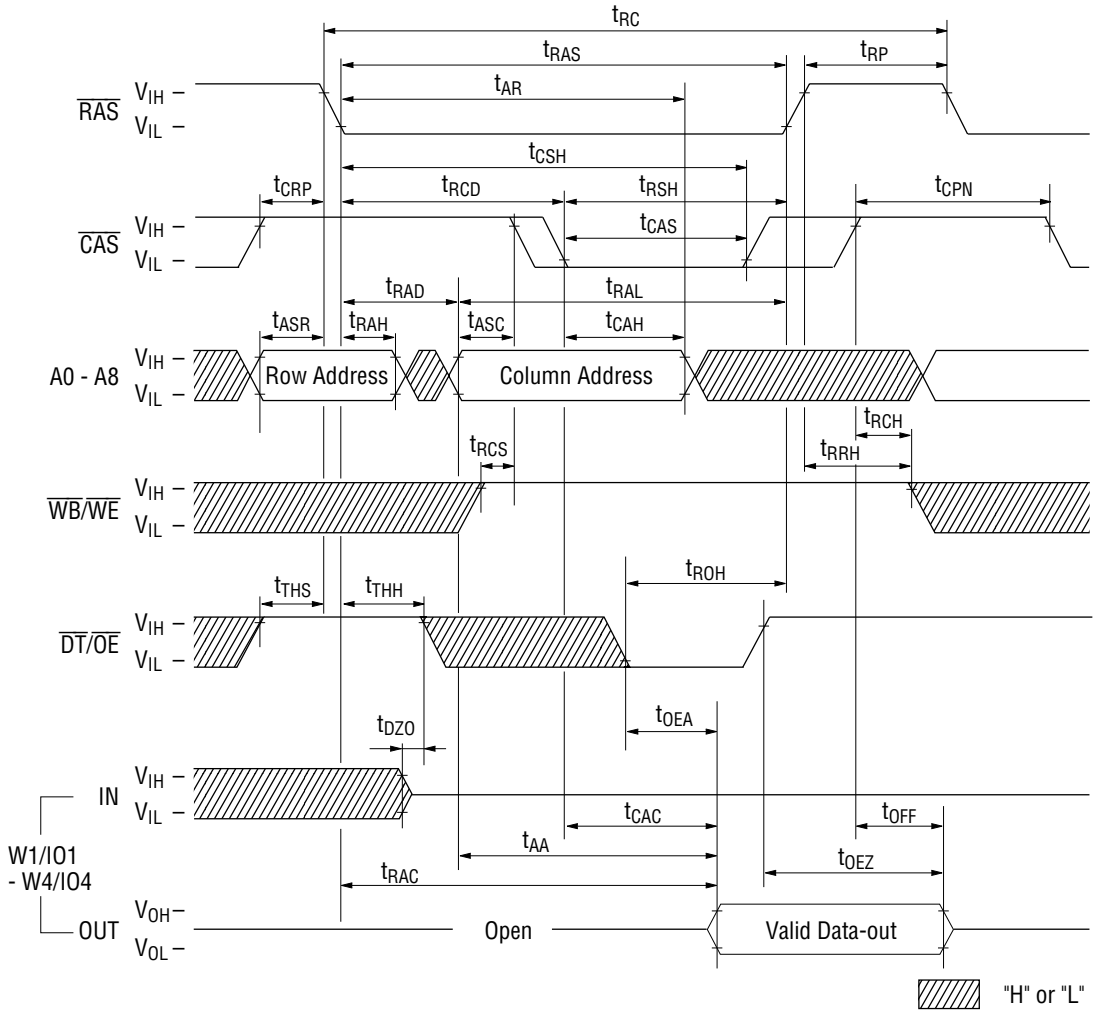 tRC
tRAS
tRP
tAR
RAS
VIH
VIL
tCSH
tCRP
tRCD
tRSH
tCPN
tCAS
CAS
VIH
VIL
tRAD
tRAL
tASR
tRAH
tASC
tCAH
A0 - A8
VIH
VIL
Row Address
Column Address
tRCH
tRCS
tRRH
WB/WE
VIH
VIL
tROH
tTHS
tTHH
DT/OE
VIH
VIL
tOEA
tDZO
IN
VIH
VIL
tCAC
tOFF
tAA
tOEZ
W1/IO1
- W4/IO4
tRAC
OUT
VOH
VOL
Open
Valid Data-out
"H" or "L"